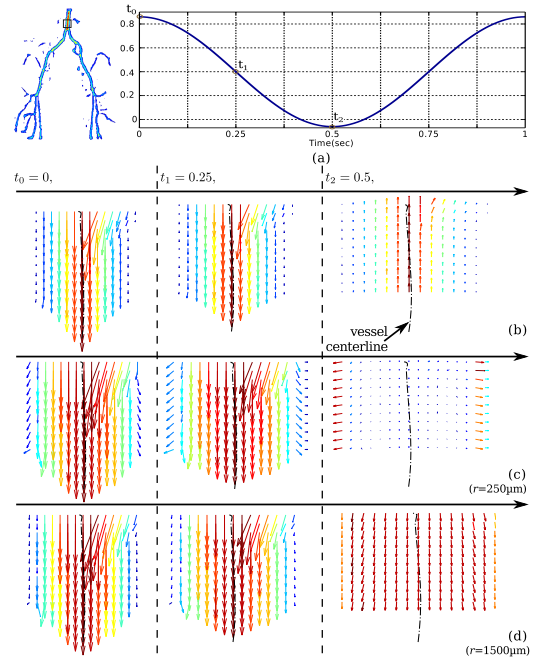 t₀
0.8
0.6
0.4
t₁
0.2
t₂
0
0 0.25 0.5 0.75 1
Time(sec)
(a)
t₀ = 0, t₁ = 0.25, t₂ = 0.5,
vessel
centerline
(b)
(c)
(r=250µm)
(d)
(r=1500µm)